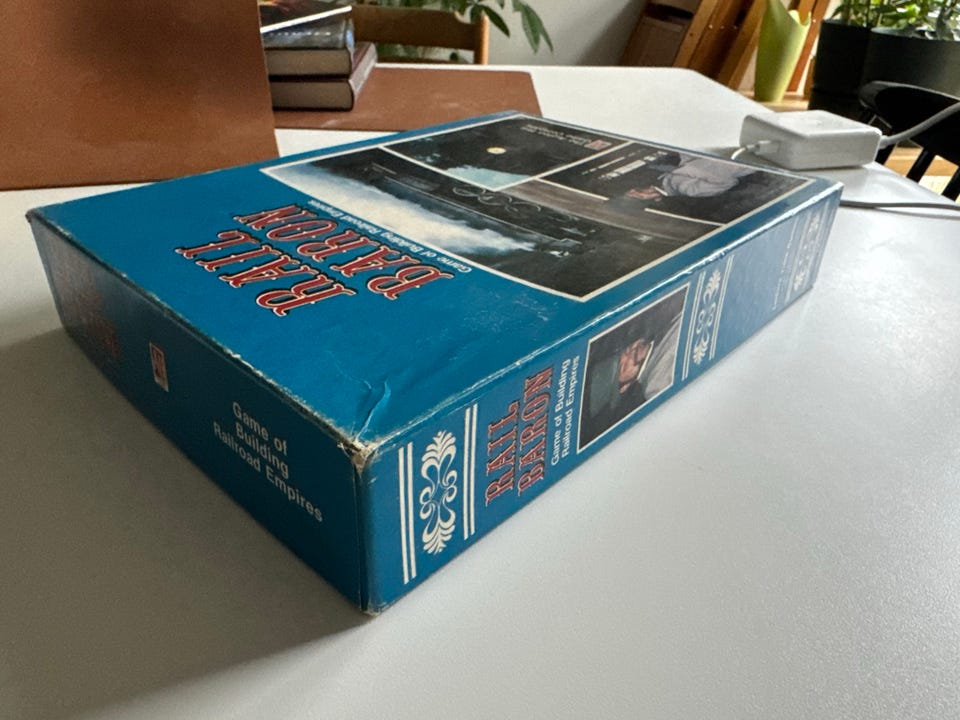 RAIL
BARON
Game of Building Railroad Empires
Game of
Building
Railroad Empires
RAIL
BARON
Game of Building
Railroad Empires